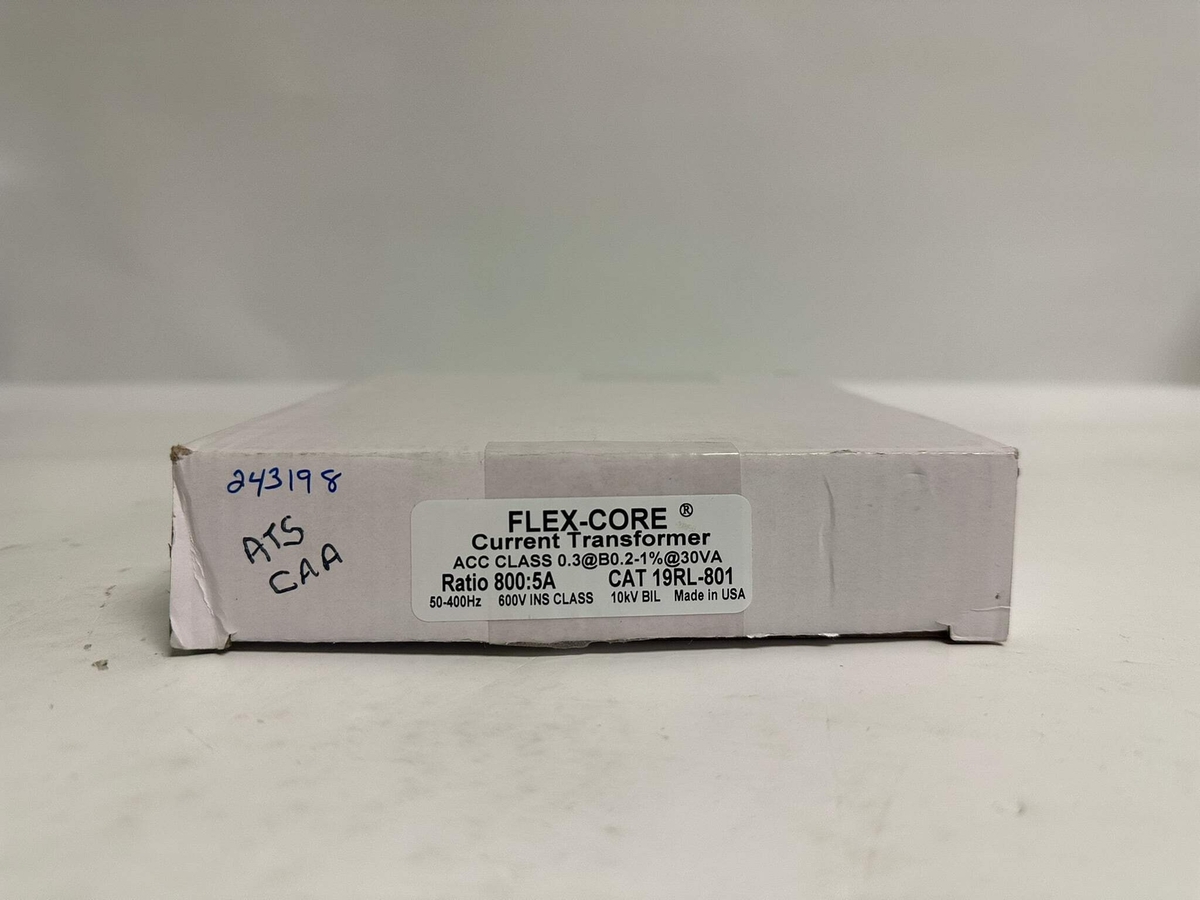 243198
ATS
CAA
FLEX-CORE ®
Current Transformer
ACC CLASS 0.3@B0.2-1%@30VA
Ratio 800:5A CAT 19RL-801
50-400Hz 600V INS CLASS 10kV BIL Made in USA